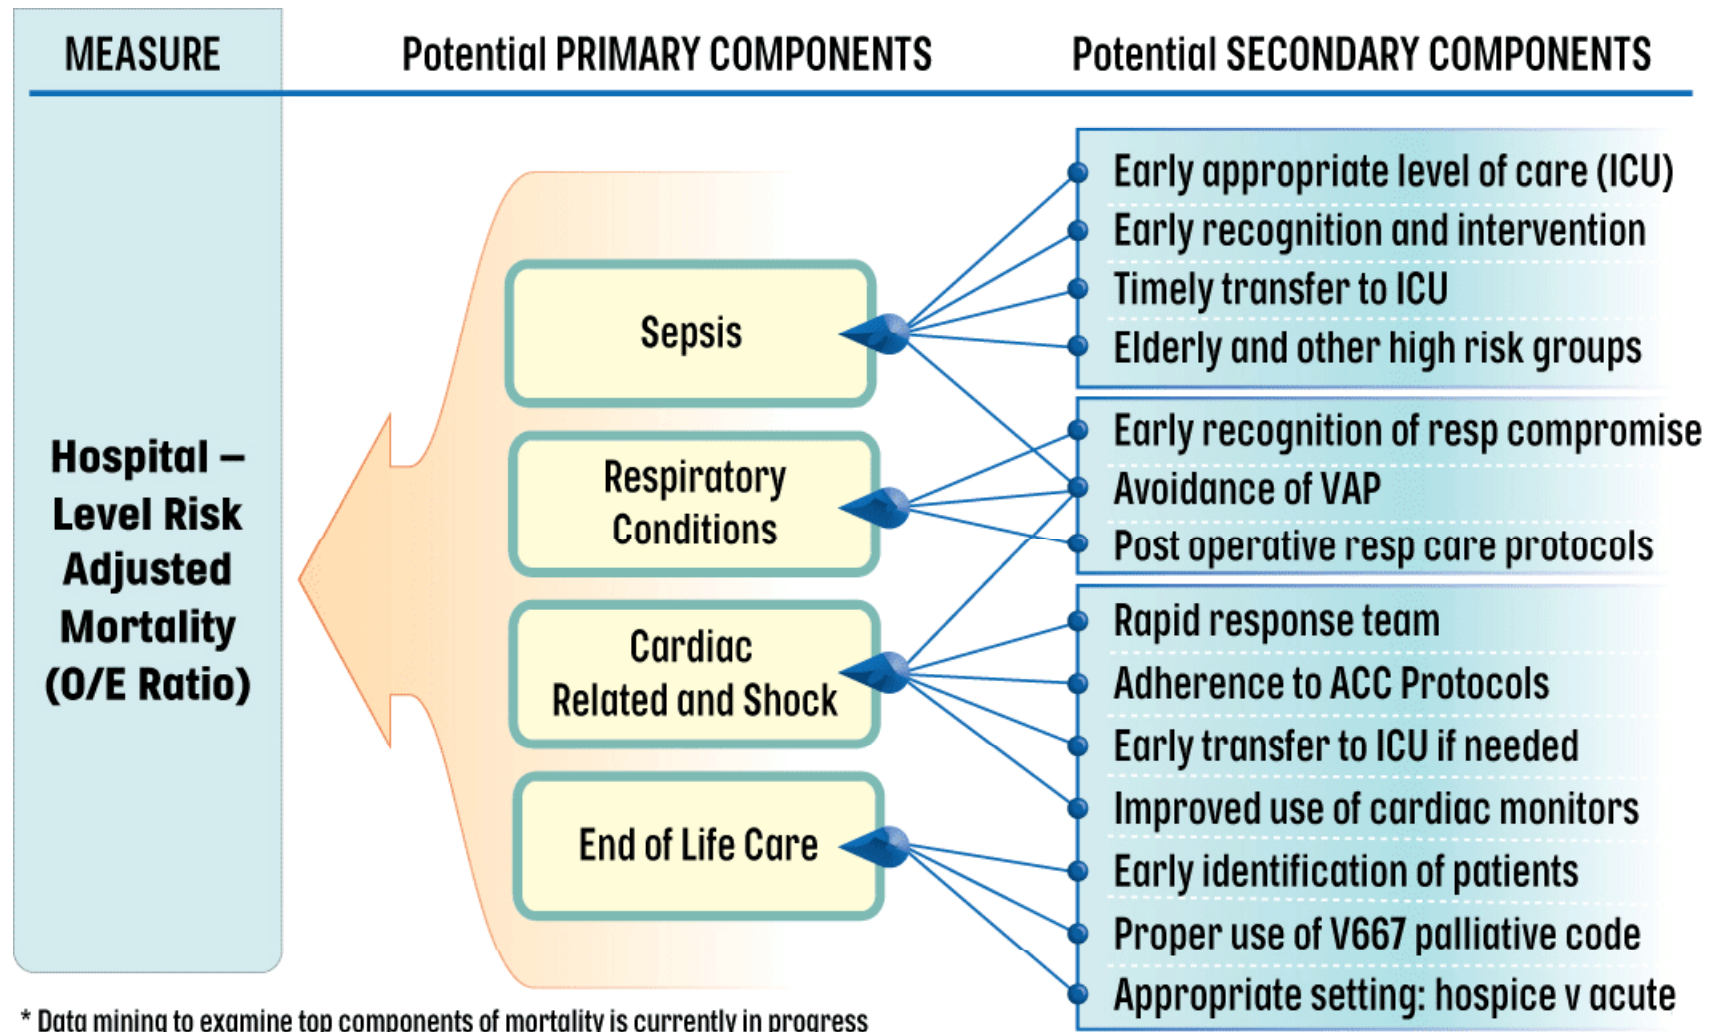 MEASURE
Potential PRIMARY COMPONENTS
Potential SECONDARY COMPONENTS
Hospital –
Level Risk
Adjusted
Mortality
(O/E Ratio)
Sepsis
Respiratory
Conditions
Cardiac
Related and Shock
End of Life Care
Early appropriate level of care (ICU)
Early recognition and intervention
Timely transfer to ICU
Elderly and other high risk groups
Early recognition of resp compromise
Avoidance of VAP
Post operative resp care protocols
Rapid response team
Adherence to ACC Protocols
Early transfer to ICU if needed
Improved use of cardiac monitors
Early identification of patients
Proper use of V667 palliative code
Appropriate setting: hospice v acute
* Data mining to examine top components of mortality is currently in progress